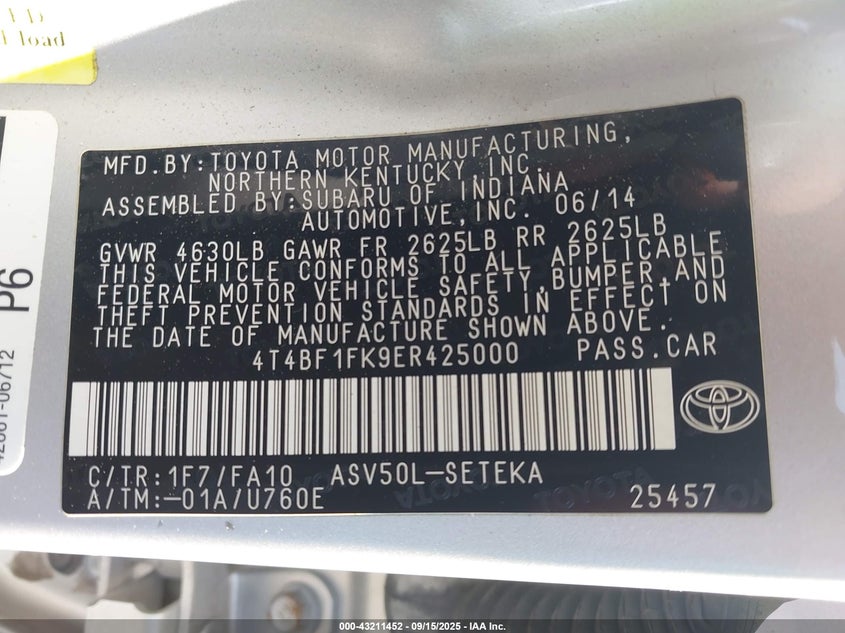 LD
load
P6
06712
MFD.BY:TOYOTA MOTOR MANUFACTURING,
NORTHERN KENTUCKY,INC.
ASSEMBLED BY:SUBARU OF INDIANA
AUTOMOTIVE,INC. 06/14
GVWR 4630LB GAWR FR 2625LB RR 2625LB
THIS VEHICLE CONFORMS TO ALL APPLICABLE
FEDERAL MOTOR VEHICLE SAFETY,BUMPER,AND
THEFT PREVENTION STANDARDS IN EFFECT ON
THE DATE OF MANUFACTURE SHOWN ABOVE.
4T4BF1FK9ER425000 PASS.CAR
C/TR:1F7/FA10 ASV50L-SETEKA
A/TM:-01A/U760E 25457
000-43211452 - 09/15/2025 - IAA Inc.